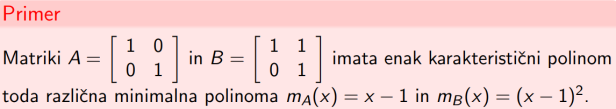 Primer
Matriki A = [ 1 0 ; 0 1 ] in B = [ 1 1 ; 0 1 ] imata enak karakteristični polinom
toda različna minimalna polinoma m_A(x) = x − 1 in m_B(x) = (x − 1)².